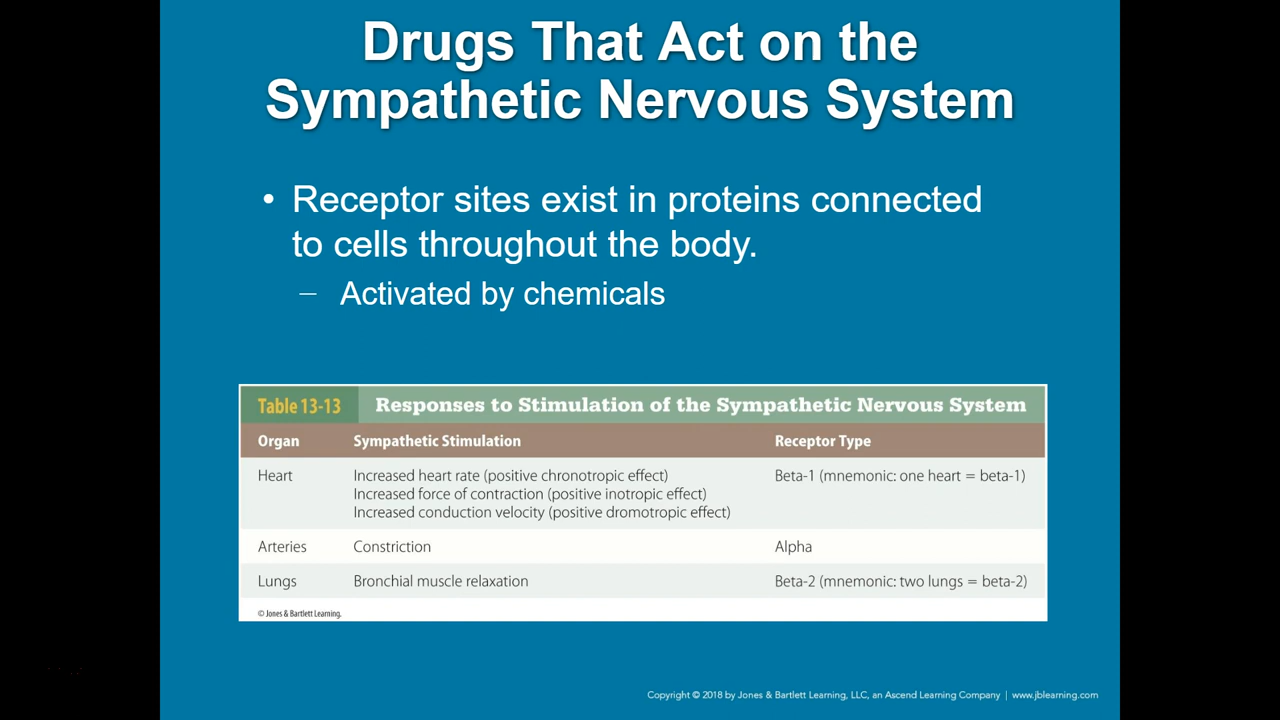 Drugs That Act on the
Sympathetic Nervous System
• Receptor sites exist in proteins connected
to cells throughout the body.
– Activated by chemicals
Table 13-13 Responses to Stimulation of the Sympathetic Nervous System
Organ Sympathetic Stimulation Receptor Type
Heart Increased heart rate (positive chronotropic effect) Beta-1 (mnemonic: one heart = beta-1)
Increased force of contraction (positive inotropic effect)
Increased conduction velocity (positive dromotropic effect)
Arteries Constriction Alpha
Lungs Bronchial muscle relaxation Beta-2 (mnemonic: two lungs = beta-2)
© Jones & Bartlett Learning.
Copyright © 2018 by Jones & Bartlett Learning, LLC, an Ascend Learning Company | www.jblearning.com